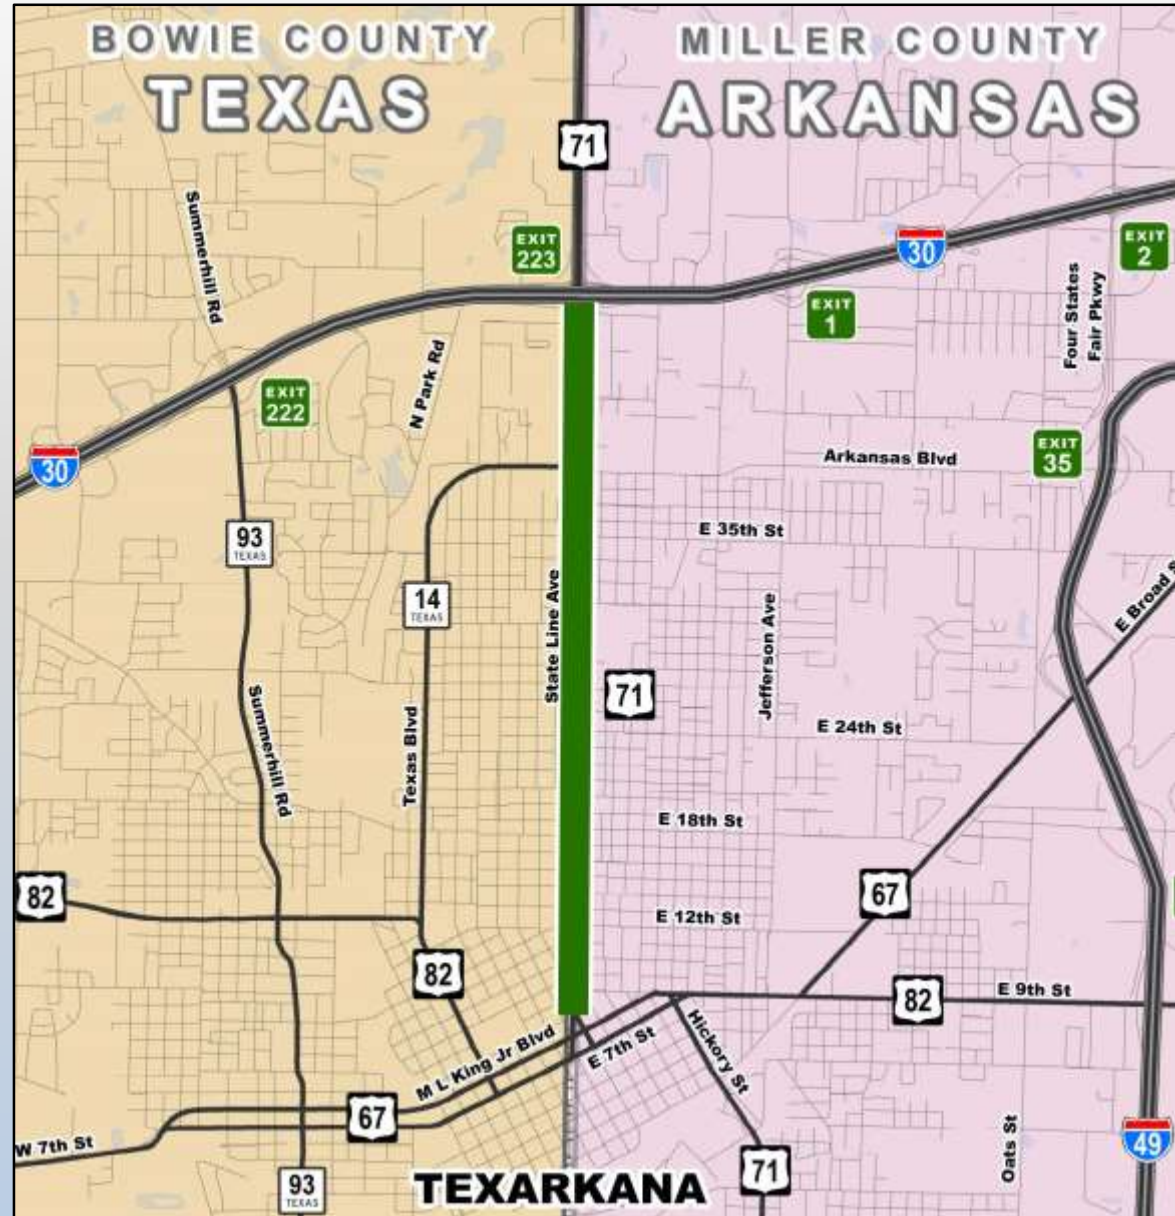 BOWIE COUNTY
TEXAS
MILLER COUNTY
ARKANSAS
71
Summerhill Rd
EXIT
223
30
EXIT
2
EXIT
1
Four States
Fair Pkwy
N Park Rd
EXIT
222
30
Arkansas Blvd
EXIT
35
93
TEXAS
E 35th St
14
TEXAS
State Line Ave
Jefferson Ave
E Broad S
71
Summerhill Rd
Texas Blvd
E 24th St
E 18th St
82
67
E 12th St
82
82
E 9th St
M L King Jr Blvd
E 7th St
Hickory St
67
W 7th St
Oats St
49
93
TEXAS
TEXARKANA
71